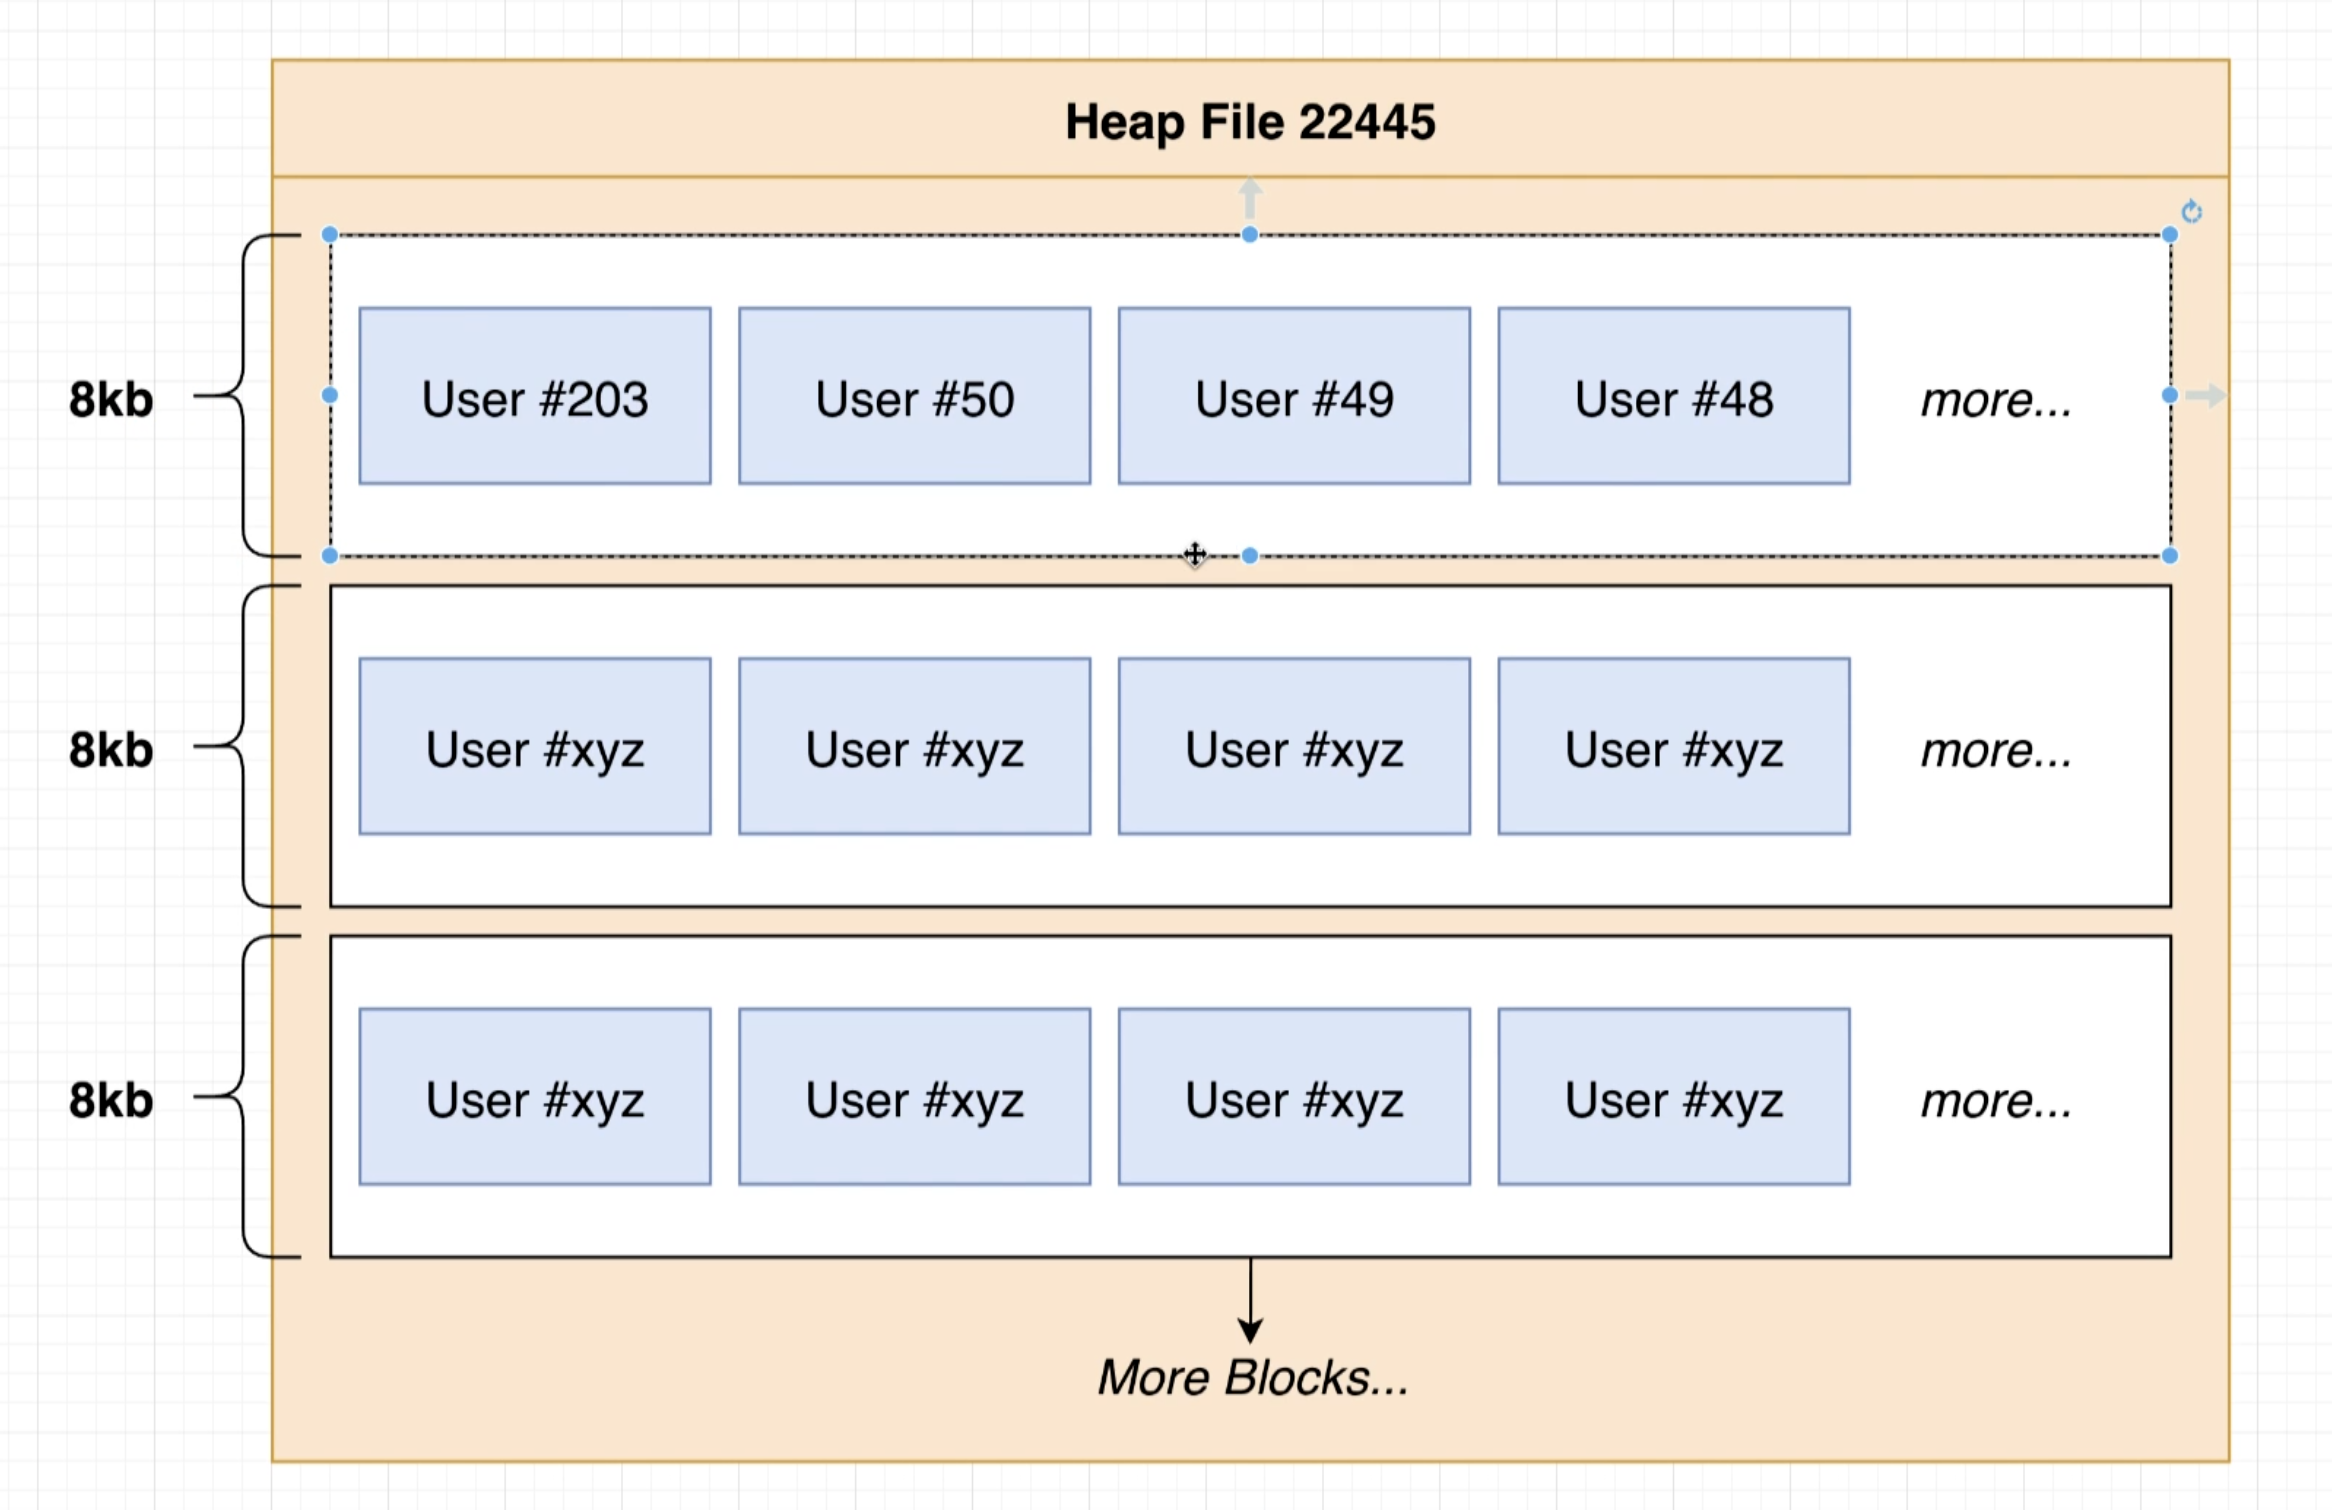 Heap File 22445
8kb
User #203
User #50
User #49
User #48
more...
8kb
User #xyz
User #xyz
User #xyz
User #xyz
more...
8kb
User #xyz
User #xyz
User #xyz
User #xyz
more...
More Blocks...